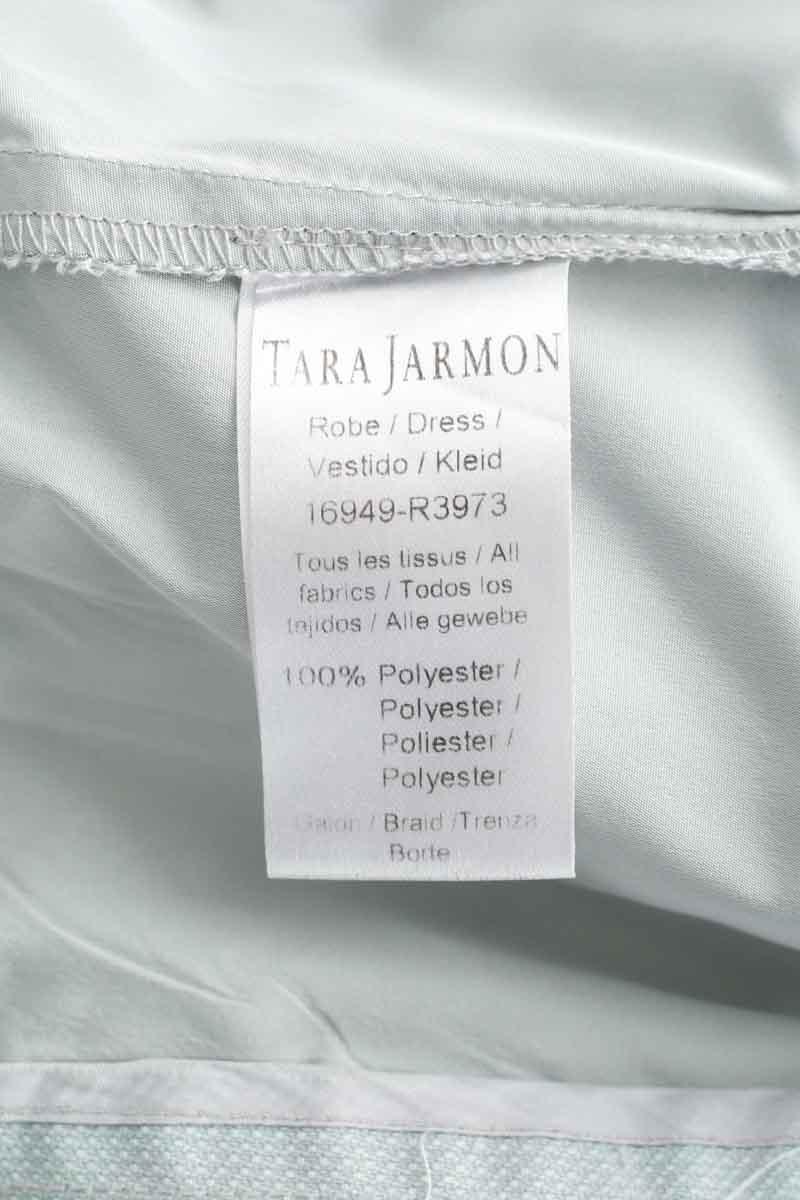 TARA JARMON
Robe / Dress /
Vestido / Kleid
16949-R3973
Tous les tissus / All
fabrics / Todos los
tejidos / Alle gewebe
100% Polyester /
Polyester /
Poliester /
Polyester
Galon / Braid /Trenza
Borte